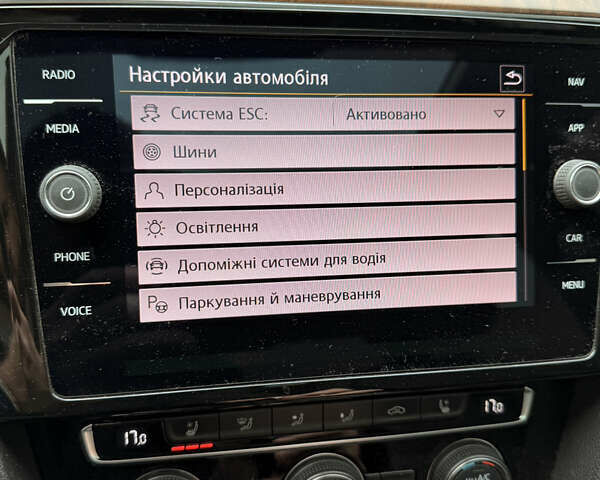 RADIO
MEDIA
PHONE
VOICE
Настройки автомобіля
Система ESC: Активовано
Шини
Персоналізація
Освітлення
Допоміжні системи для водія
P Паркування й маневрування
NAV
APP
CAR
MENU
17.0
17.0